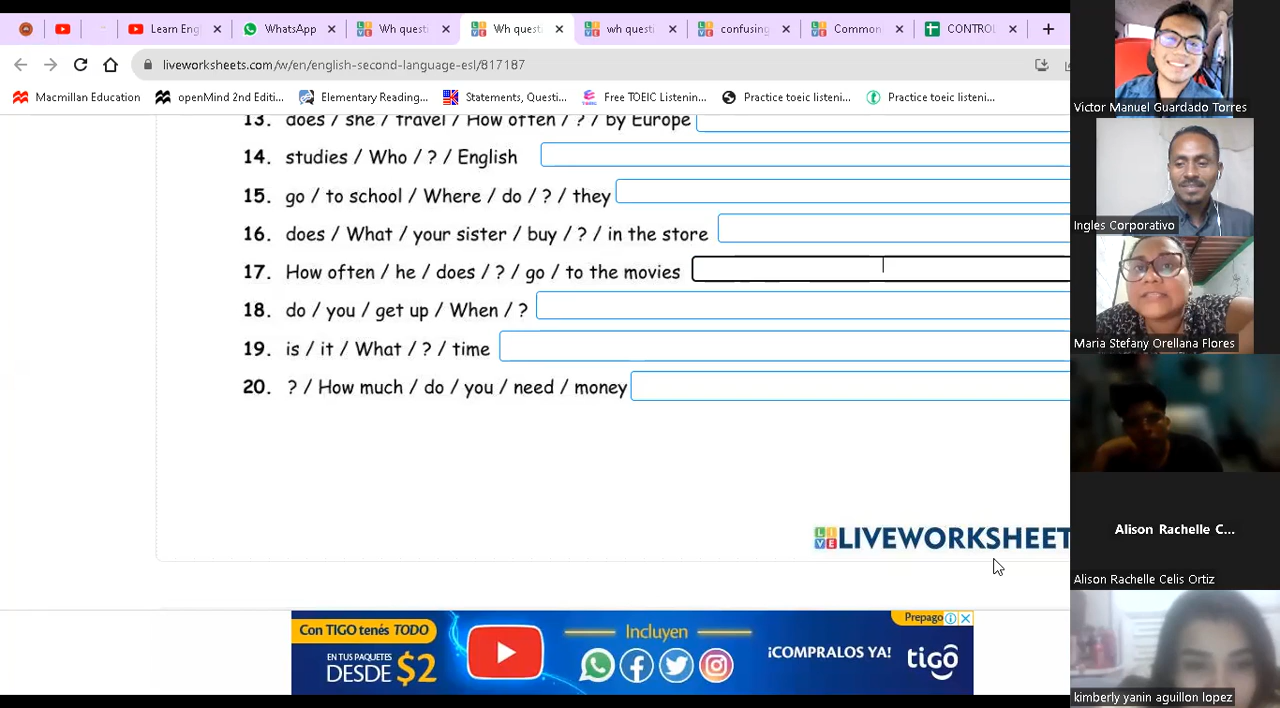 Learn Eng
WhatsApp
Wh quest
Wh quest
wh questi
confusing
Common
CONTROL
liveworksheets.com/w/en/english-second-language-esl/817187
Macmillan Education
openMind 2nd Editi...
Elementary Reading...
Statements, Questi...
Free TOEIC Listenin...
Practice toeic listeni...
Practice toeic listeni...
13. does / she / travel / How often / ? / by Europe
14. studies / Who / ? / English
15. go / to school / Where / do / ? / they
16. does / What / your sister / buy / ? / in the store
17. How often / he / does / ? / go / to the movies
18. do / you / get up / When / ?
19. is / it / What / ? / time
20. ? / How much / do / you / need / money
LIVE LIVEWORKSHEET
Con TIGO tenés TODO
EN TUS PAQUETES
DESDE $2
Incluyen
¡COMPRALOS YA!
tigo
Prepago
Victor Manuel Guardado Torres
Ingles Corporativo
Maria Stefany Orellana Flores
Alison Rachelle C...
Alison Rachelle Celis Ortiz
kimberly yanin aguillon lopez